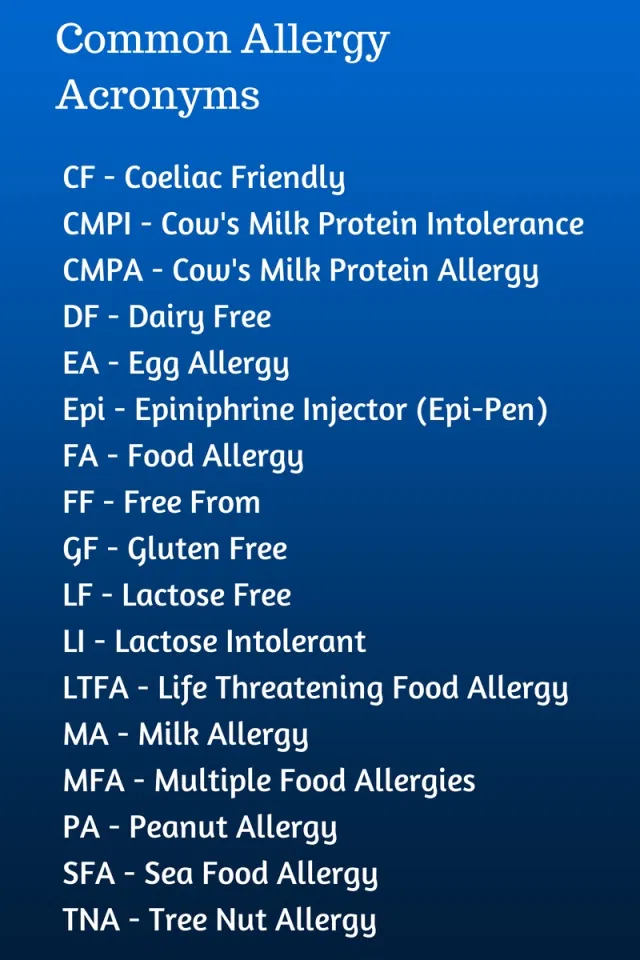 Common Allergy
Acronyms
CF - Coeliac Friendly
CMPI - Cow's Milk Protein Intolerance
CMPA - Cow's Milk Protein Allergy
DF - Dairy Free
EA - Egg Allergy
Epi - Epiniphrine Injector (Epi-Pen)
FA - Food Allergy
FF - Free From
GF - Gluten Free
LF - Lactose Free
LI - Lactose Intolerant
LTFA - Life Threatening Food Allergy
MA - Milk Allergy
MFA - Multiple Food Allergies
PA - Peanut Allergy
SFA - Sea Food Allergy
TNA - Tree Nut Allergy